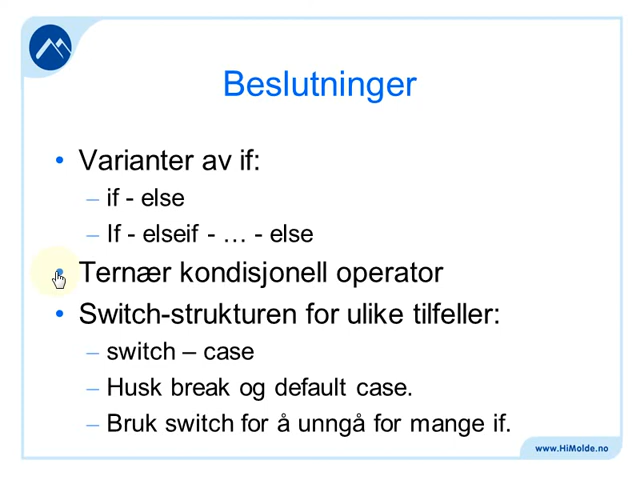 Beslutninger
• Varianter av if:
– if - else
– If - elseif - … - else
• Ternær kondisjonell operator
• Switch-strukturen for ulike tilfeller:
– switch – case
– Husk break og default case.
– Bruk switch for å unngå for mange if.
www.HiMolde.no